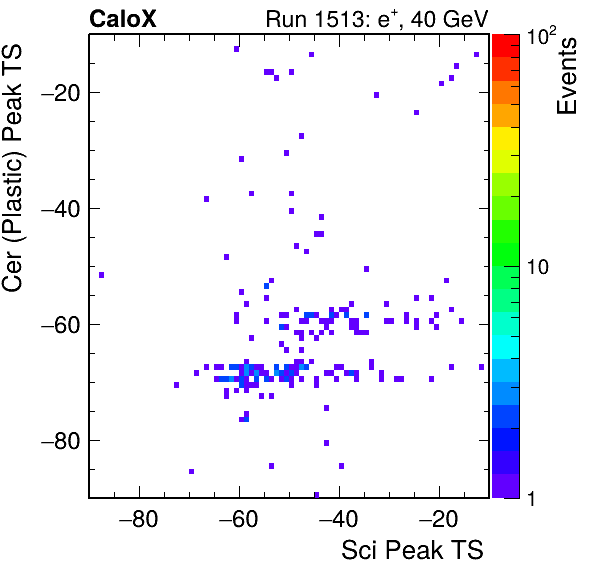 CaloX Run 1513: e⁺, 40 GeV
Cer (Plastic) Peak TS
−20
−40
−60
−80
−80 −60 −40 −20
Sci Peak TS
10²
10
1
Events